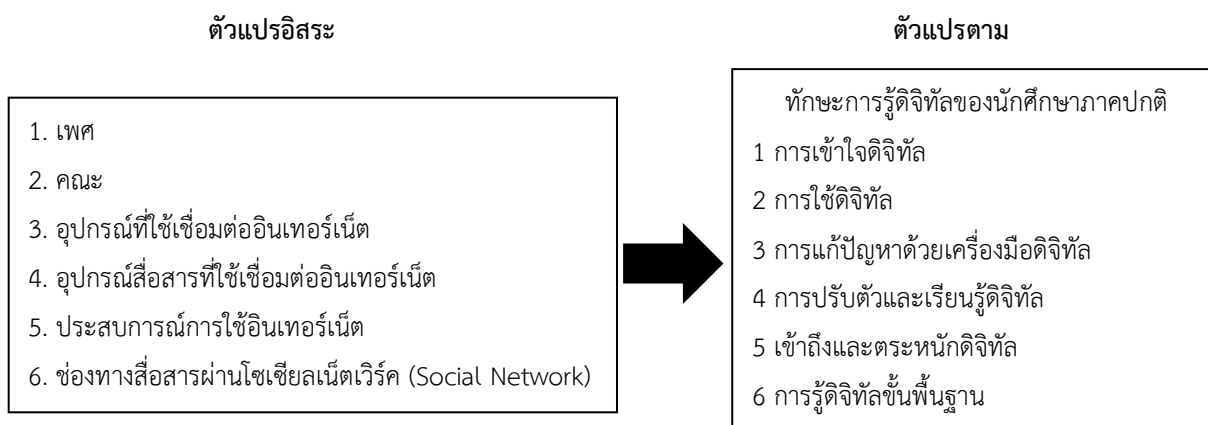 ตัวแปรอิสระ
1. เพศ
2. คณะ
3. อุปกรณ์ที่ใช้เชื่อมต่ออินเทอร์เน็ต
4. อุปกรณ์สื่อสารที่ใช้เชื่อมต่ออินเทอร์เน็ต
5. ประสบการณ์การใช้อินเทอร์เน็ต
6. ช่องทางสื่อสารผ่านโซเชียลเน็ตเวิร์ค (Social Network)
ตัวแปรตาม
ทักษะการรู้ดิจิทัลของนักศึกษาภาคปกติ
1 การเข้าใจดิจิทัล
2 การใช้ดิจิทัล
3 การแก้ปัญหาด้วยเครื่องมือดิจิทัล
4 การปรับตัวและเรียนรู้ดิจิทัล
5 เข้าถึงและตระหนักดิจิทัล
6 การรู้ดิจิทัลขั้นพื้นฐาน